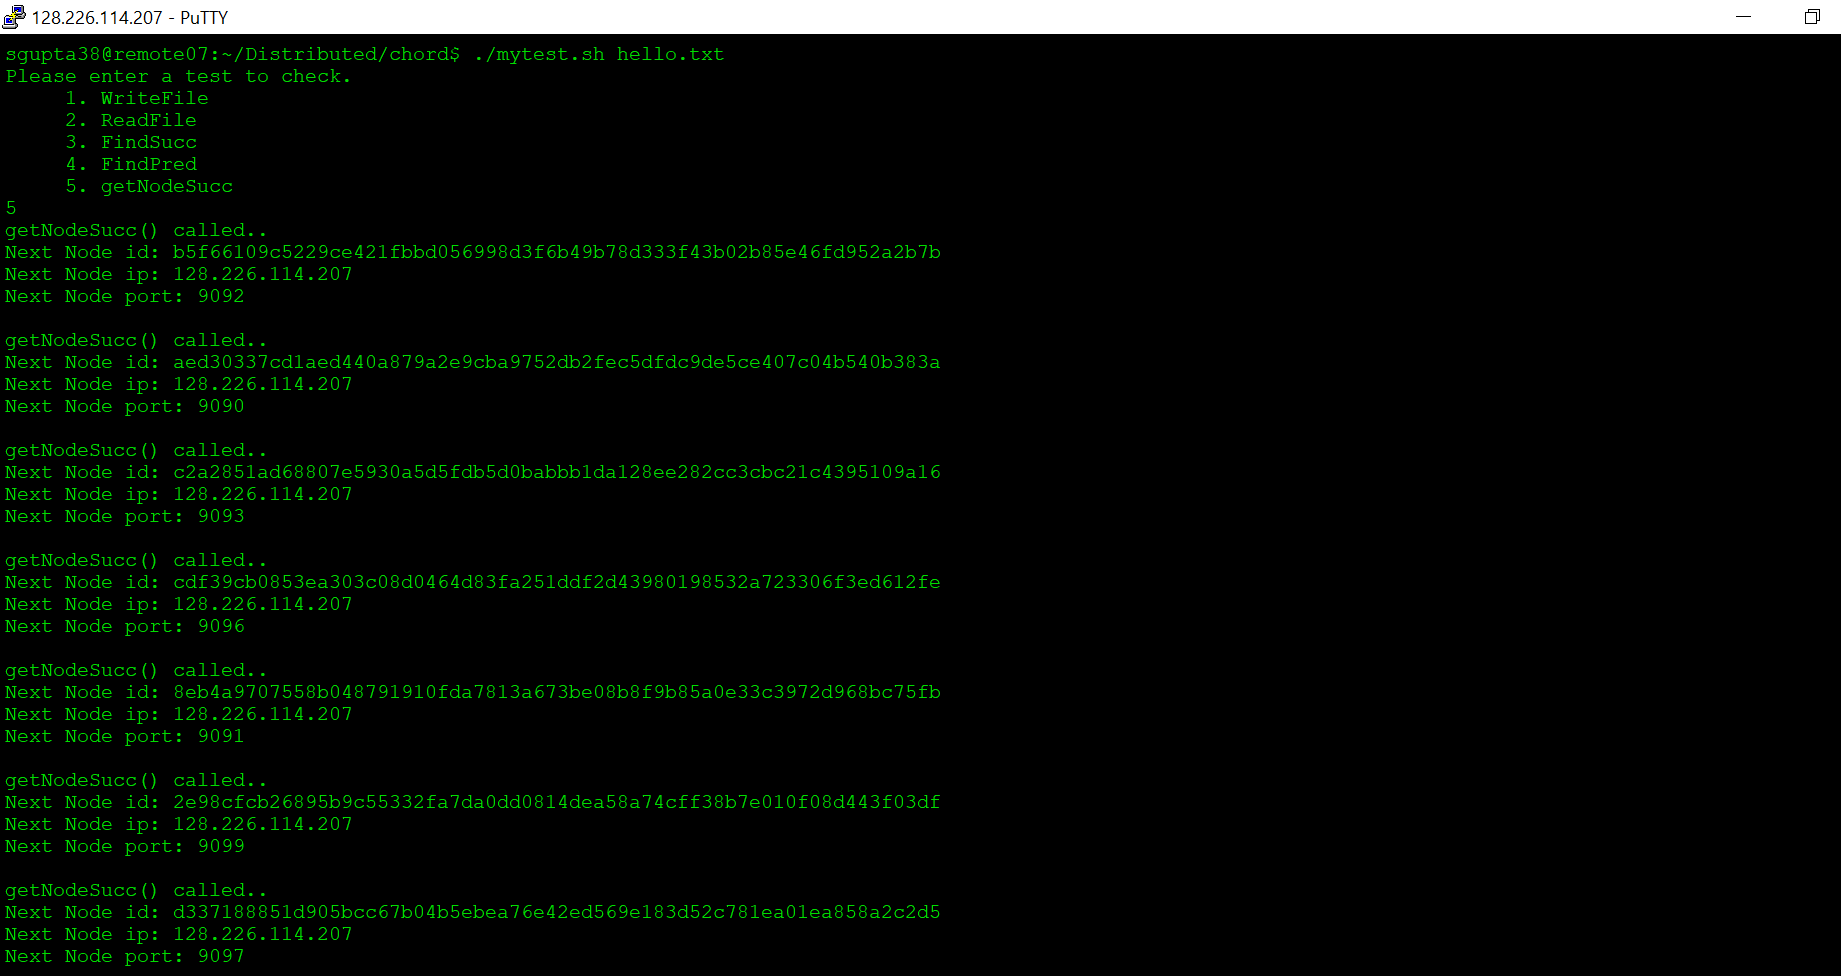 128.226.114.207 - PuTTY
sgupta38@remote07:~/Distributed/chord$ ./mytest.sh hello.txt
Please enter a test to check.
1. WriteFile
2. ReadFile
3. FindSucc
4. FindPred
5. getNodeSucc
5
getNodeSucc() called..
Next Node id: b5f66109c5229ce421fbbd056998d3f6b49b78d333f43b02b85e46fd952a2b7b
Next Node ip: 128.226.114.207
Next Node port: 9092
getNodeSucc() called..
Next Node id: aed30337cd1aed440a879a2e9cba9752db2fec5dfdc9de5ce407c04b540b383a
Next Node ip: 128.226.114.207
Next Node port: 9090
getNodeSucc() called..
Next Node id: c2a2851ad68807e5930a5d5fdb5d0babbb1da128ee282cc3cbc21c4395109a16
Next Node ip: 128.226.114.207
Next Node port: 9093
getNodeSucc() called..
Next Node id: cdf39cb0853ea303c08d0464d83fa251ddf2d43980198532a723306f3ed612fe
Next Node ip: 128.226.114.207
Next Node port: 9096
getNodeSucc() called..
Next Node id: 8eb4a9707558b048791910fda7813a673be08b8f9b85a0e33c3972d968bc75fb
Next Node ip: 128.226.114.207
Next Node port: 9091
getNodeSucc() called..
Next Node id: 2e98cfcb26895b9c55332fa7da0dd0814dea58a74cff38b7e010f08d443f03df
Next Node ip: 128.226.114.207
Next Node port: 9099
getNodeSucc() called..
Next Node id: d337188851d905bcc67b04b5ebea76e42ed569e183d52c781ea01ea858a2c2d5
Next Node ip: 128.226.114.207
Next Node port: 9097